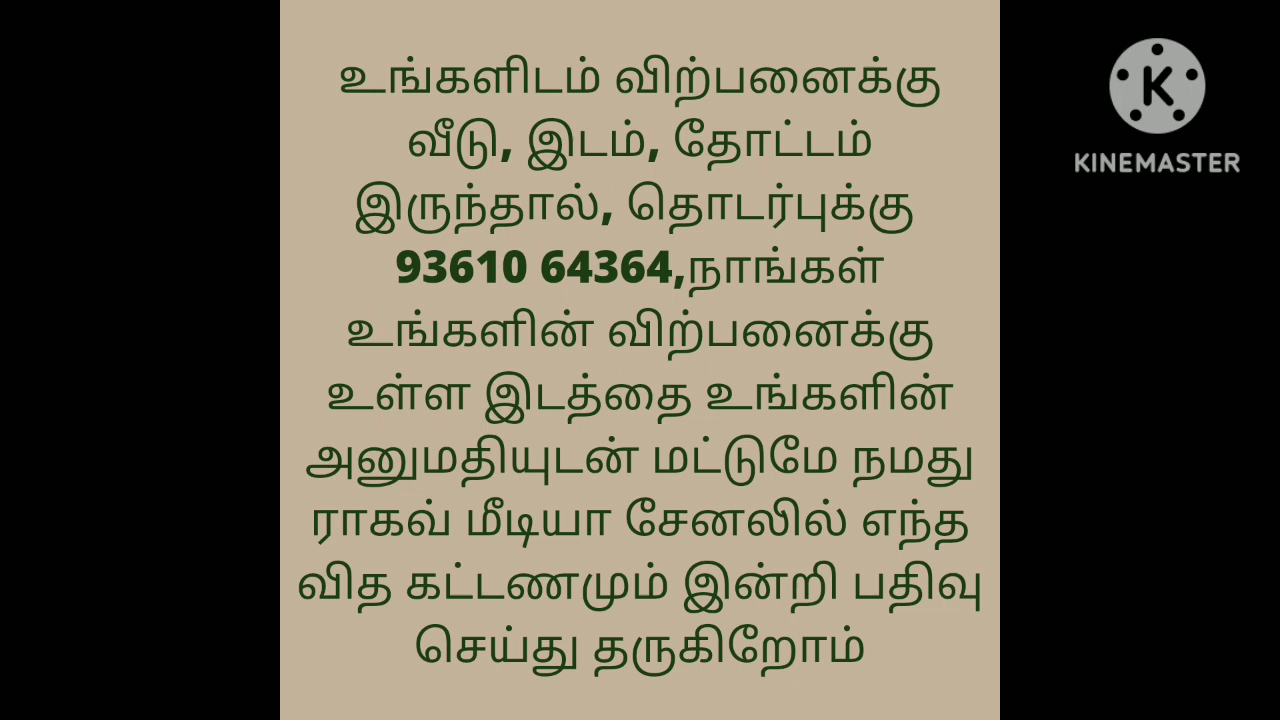 உங்களிடம் விற்பனைக்கு
வீடு, இடம், தோட்டம்
இருந்தால், தொடர்புக்கு
93610 64364,நாங்கள்
உங்களின் விற்பனைக்கு
உள்ள இடத்தை உங்களின்
அனுமதியுடன் மட்டுமே நமது
ராகவ் மீடியா சேனலில் எந்த
வித கட்டணமும் இன்றி பதிவு
செய்து தருகிறோம்
K
KINEMASTER